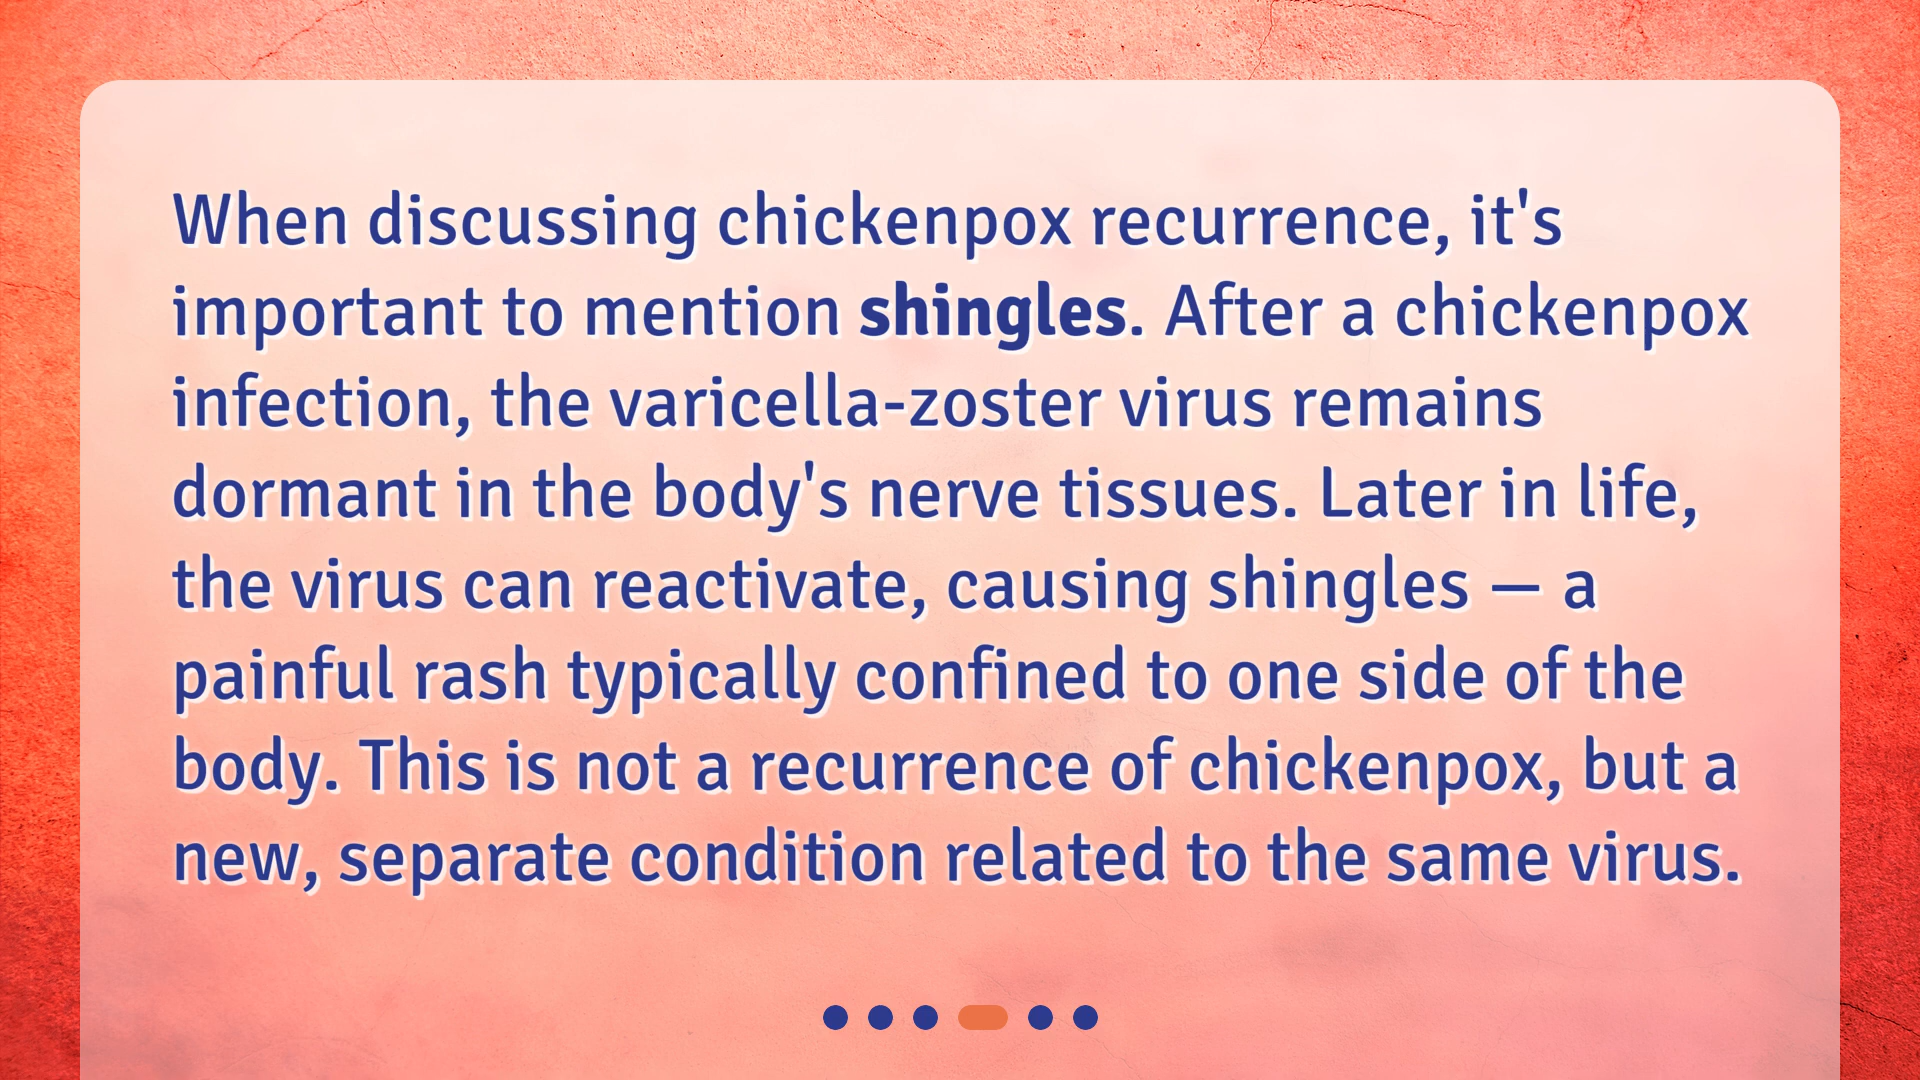 When discussing chickenpox recurrence, it's
important to mention shingles. After a chickenpox
infection, the varicella-zoster virus remains
dormant in the body's nerve tissues. Later in life,
the virus can reactivate, causing shingles — a
painful rash typically confined to one side of the
body. This is not a recurrence of chickenpox, but a
new, separate condition related to the same virus.